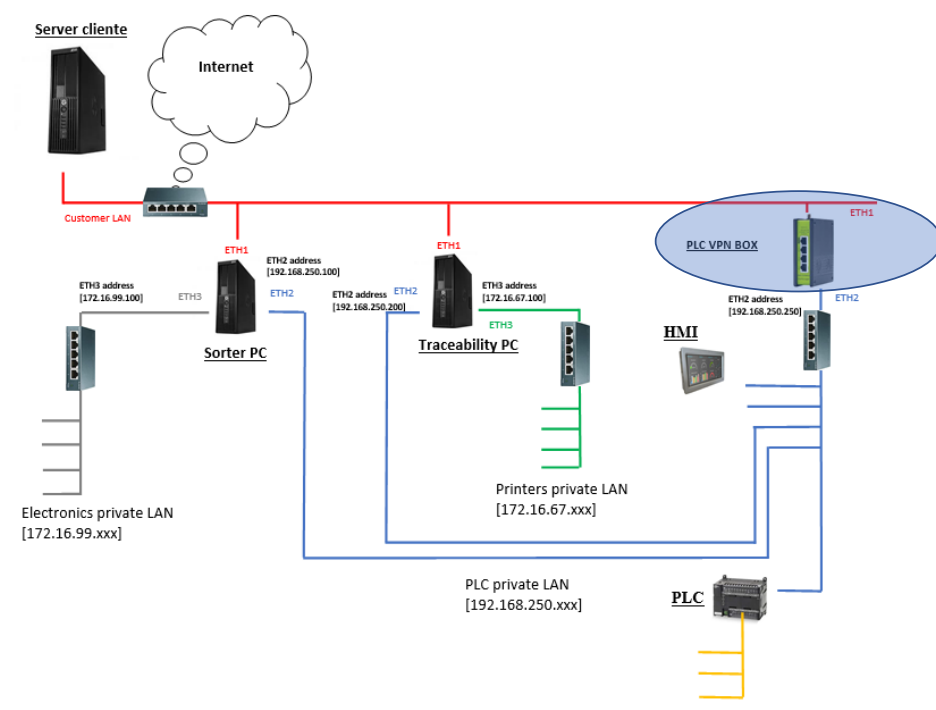 Server cliente
Internet
Customer LAN
ETH1
ETH1
ETH1
PLC VPN BOX
ETH2 address
[192.168.250.100]
ETH3 address
[172.16.99.100]
ETH3
ETH2
Sorter PC
ETH2 address
[192.168.250.200]
ETH2
ETH3 address
[172.16.67.100]
ETH3
Traceability PC
ETH2 address
[192.168.250.250]
ETH2
HMI
Printers private LAN
[172.16.67.xxx]
Electronics private LAN
[172.16.99.xxx]
PLC private LAN
[192.168.250.xxx]
PLC